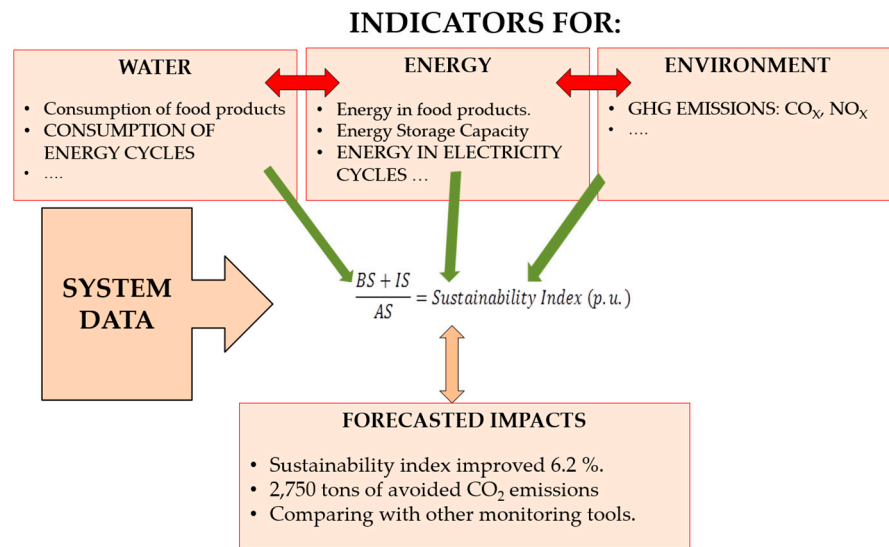 INDICATORS FOR:
WATER
• Consumption of food products
• CONSUMPTION OF
ENERGY CYCLES
• ....
ENERGY
• Energy in food products.
• Energy Storage Capacity
• ENERGY IN ELECTRICITY
CYCLES ...
ENVIRONMENT
• GHG EMISSIONS: COₓ, NOₓ
• ....
SYSTEM
DATA
(BS + IS)/AS = Sustainability Index (p.u.)
FORECASTED IMPACTS
• Sustainability index improved 6.2 %.
• 2,750 tons of avoided CO₂ emissions
• Comparing with other monitoring tools.